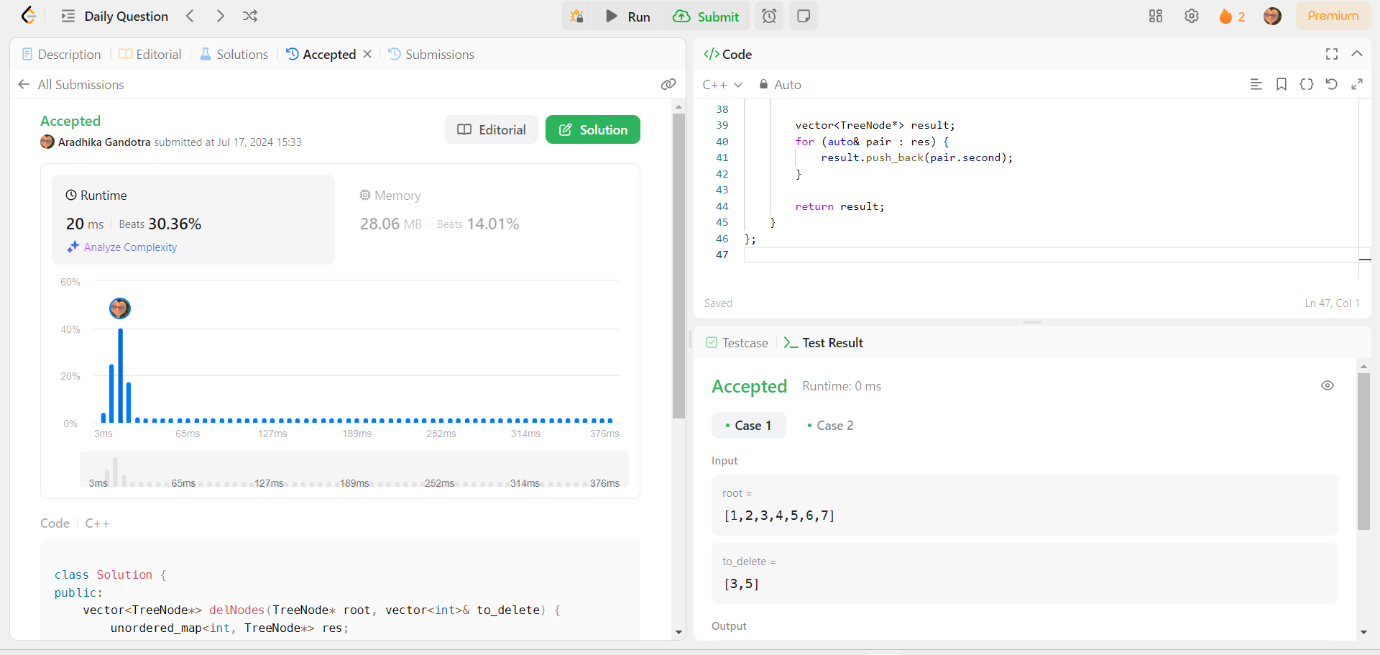 Daily Question
Run
Submit
2
Premium
Description
Editorial
Solutions
Accepted
Submissions
All Submissions
Accepted
Editorial
Solution
Aradhika Gandotra submitted at Jul 17, 2024 15:33
Runtime
Memory
20 ms Beats 30.36%
28.06 MB Beats 14.01%
Analyze Complexity
60%
40%
20%
0%
3ms 65ms 127ms 189ms 252ms 314ms 376ms
3ms 65ms 127ms 189ms 252ms 314ms 376ms
Code C++
class Solution {
public:
vector<TreeNode*> delNodes(TreeNode* root, vector<int>& to_delete) {
unordered_map<int, TreeNode*> res;
</> Code
C++ Auto
38
39 vector<TreeNode*> result;
40 for (auto& pair : res) {
41 result.push_back(pair.second);
42 }
43
44 return result;
45 }
46 };
47
Saved
Ln 47, Col 1
Testcase
Test Result
Accepted Runtime: 0 ms
• Case 1
• Case 2
Input
root =
[1,2,3,4,5,6,7]
to_delete =
[3,5]
Output